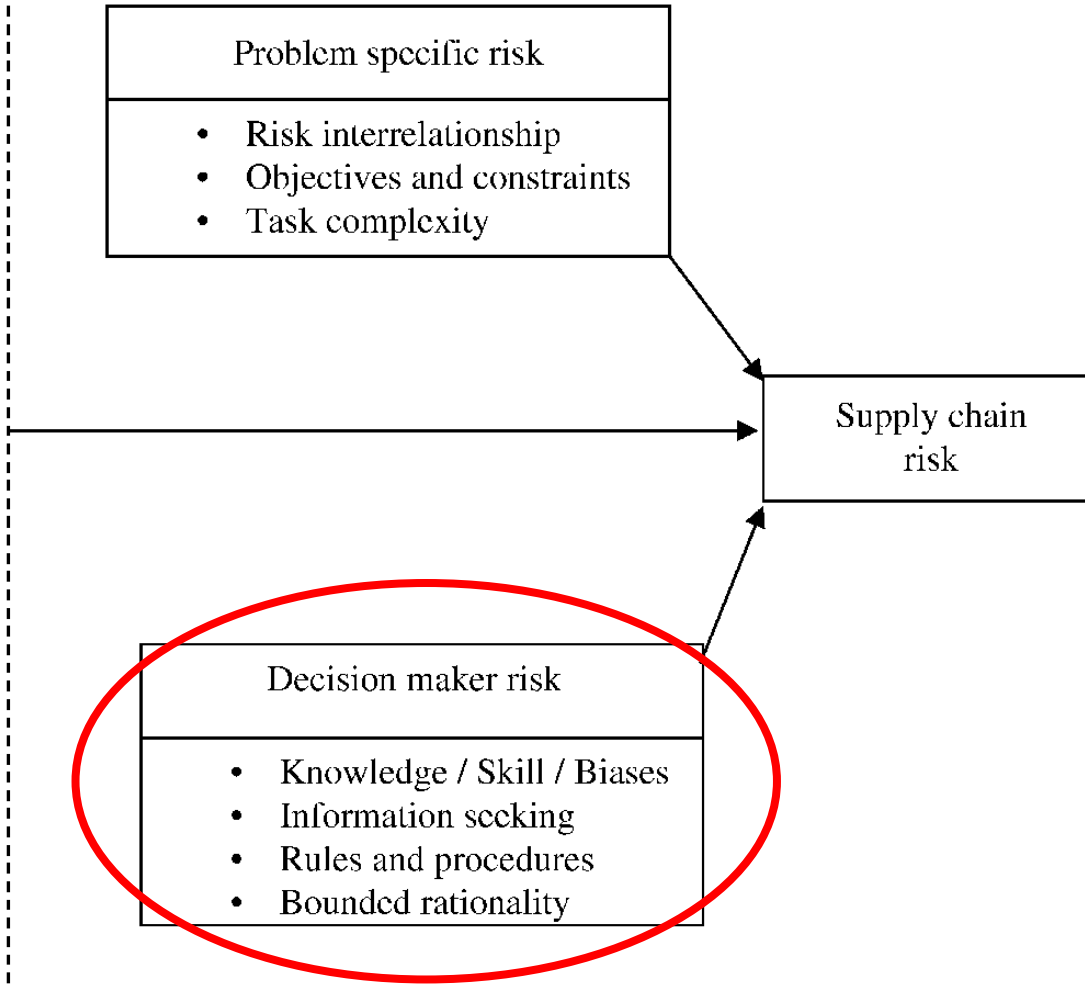 Problem specific risk
• Risk interrelationship
• Objectives and constraints
• Task complexity
Supply chain
risk
Decision maker risk
• Knowledge / Skill / Biases
• Information seeking
• Rules and procedures
• Bounded rationality